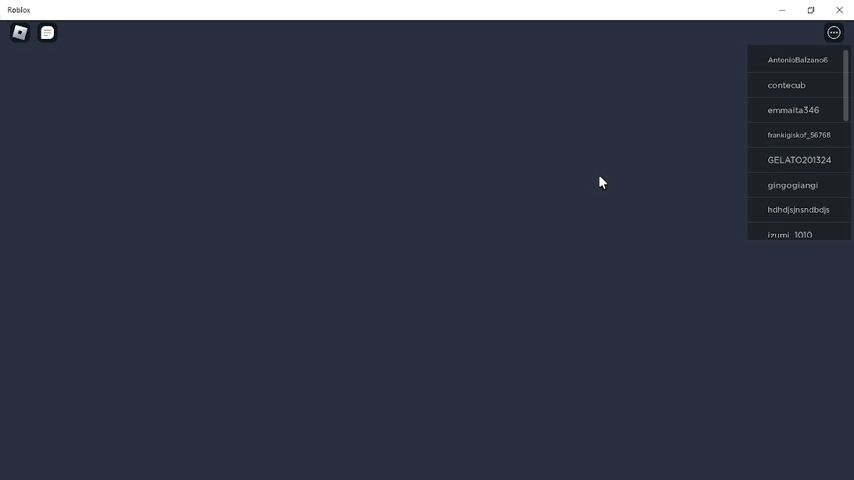 Roblox
AntonioBalzano6
contecub
emmaita346
frankigiskof_56768
GELATO201324
gingogiangi
hdhdjsjnsndbdjs
izumi_1010